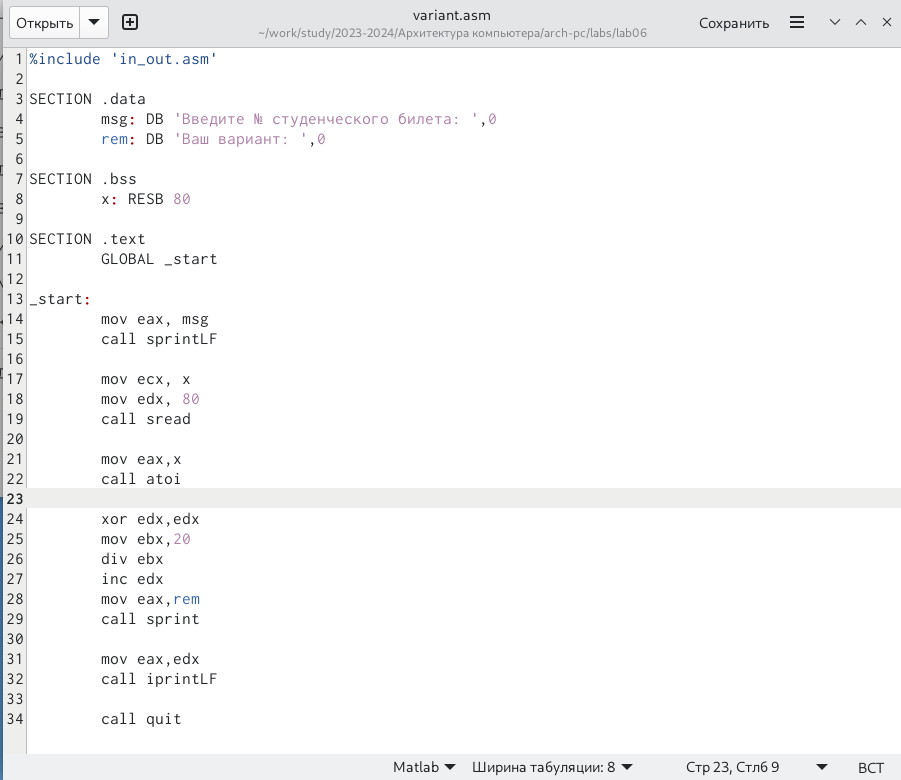 Открыть
variant.asm
~/work/study/2023-2024/Архитектура компьютера/arch-pc/labs/lab06
Сохранить
1 %include 'in_out.asm'
2
3 SECTION .data
4 msg: DB 'Введите № студенческого билета: ',0
5 rem: DB 'Ваш вариант: ',0
6
7 SECTION .bss
8 x: RESB 80
9
10 SECTION .text
11 GLOBAL _start
12
13 _start:
14 mov eax, msg
15 call sprintLF
16
17 mov ecx, x
18 mov edx, 80
19 call sread
20
21 mov eax,x
22 call atoi
23
24 xor edx,edx
25 mov ebx,20
26 div ebx
27 inc edx
28 mov eax,rem
29 call sprint
30
31 mov eax,edx
32 call iprintLF
33
34 call quit
Matlab Ширина табуляции: 8 Стр 23, Стлб 9 ВСТ